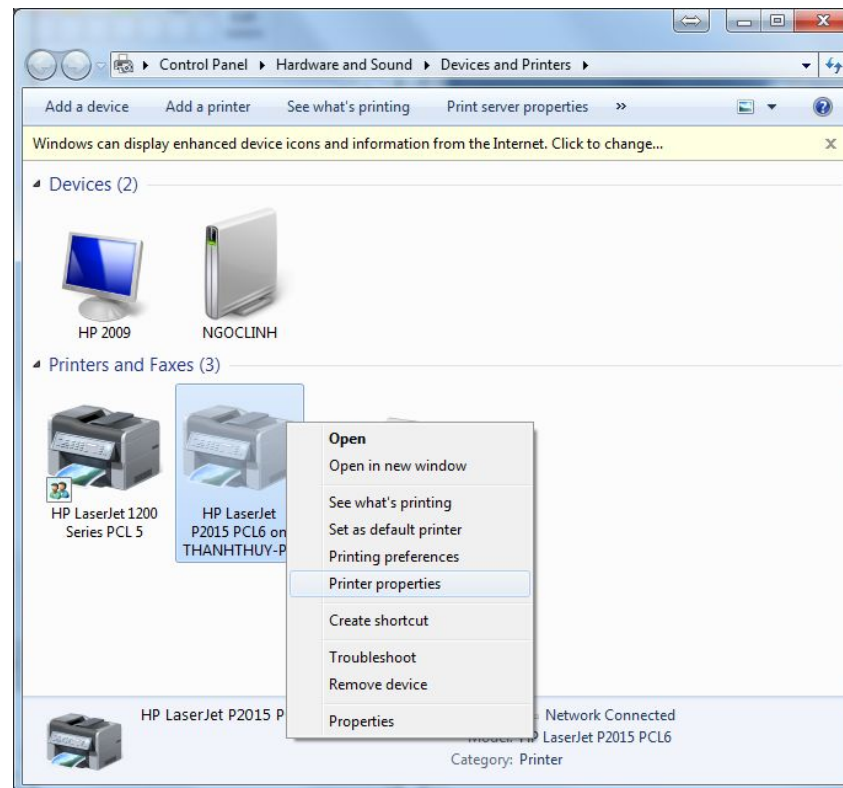 Control Panel Hardware and Sound Devices and Printers
Add a device Add a printer See what's printing Print server properties »
Windows can display enhanced device icons and information from the Internet. Click to change...
Devices (2)
HP 2009
NGOCLINH
Printers and Faxes (3)
HP LaserJet 1200
Series PCL 5
HP LaserJet
P2015 PCL6 on
THANHTHUY-P
Open
Open in new window
See what's printing
Set as default printer
Printing preferences
Printer properties
Create shortcut
Troubleshoot
Remove device
Properties
HP LaserJet P2015 P
Network Connected
HP LaserJet P2015 PCL6
Category: Printer